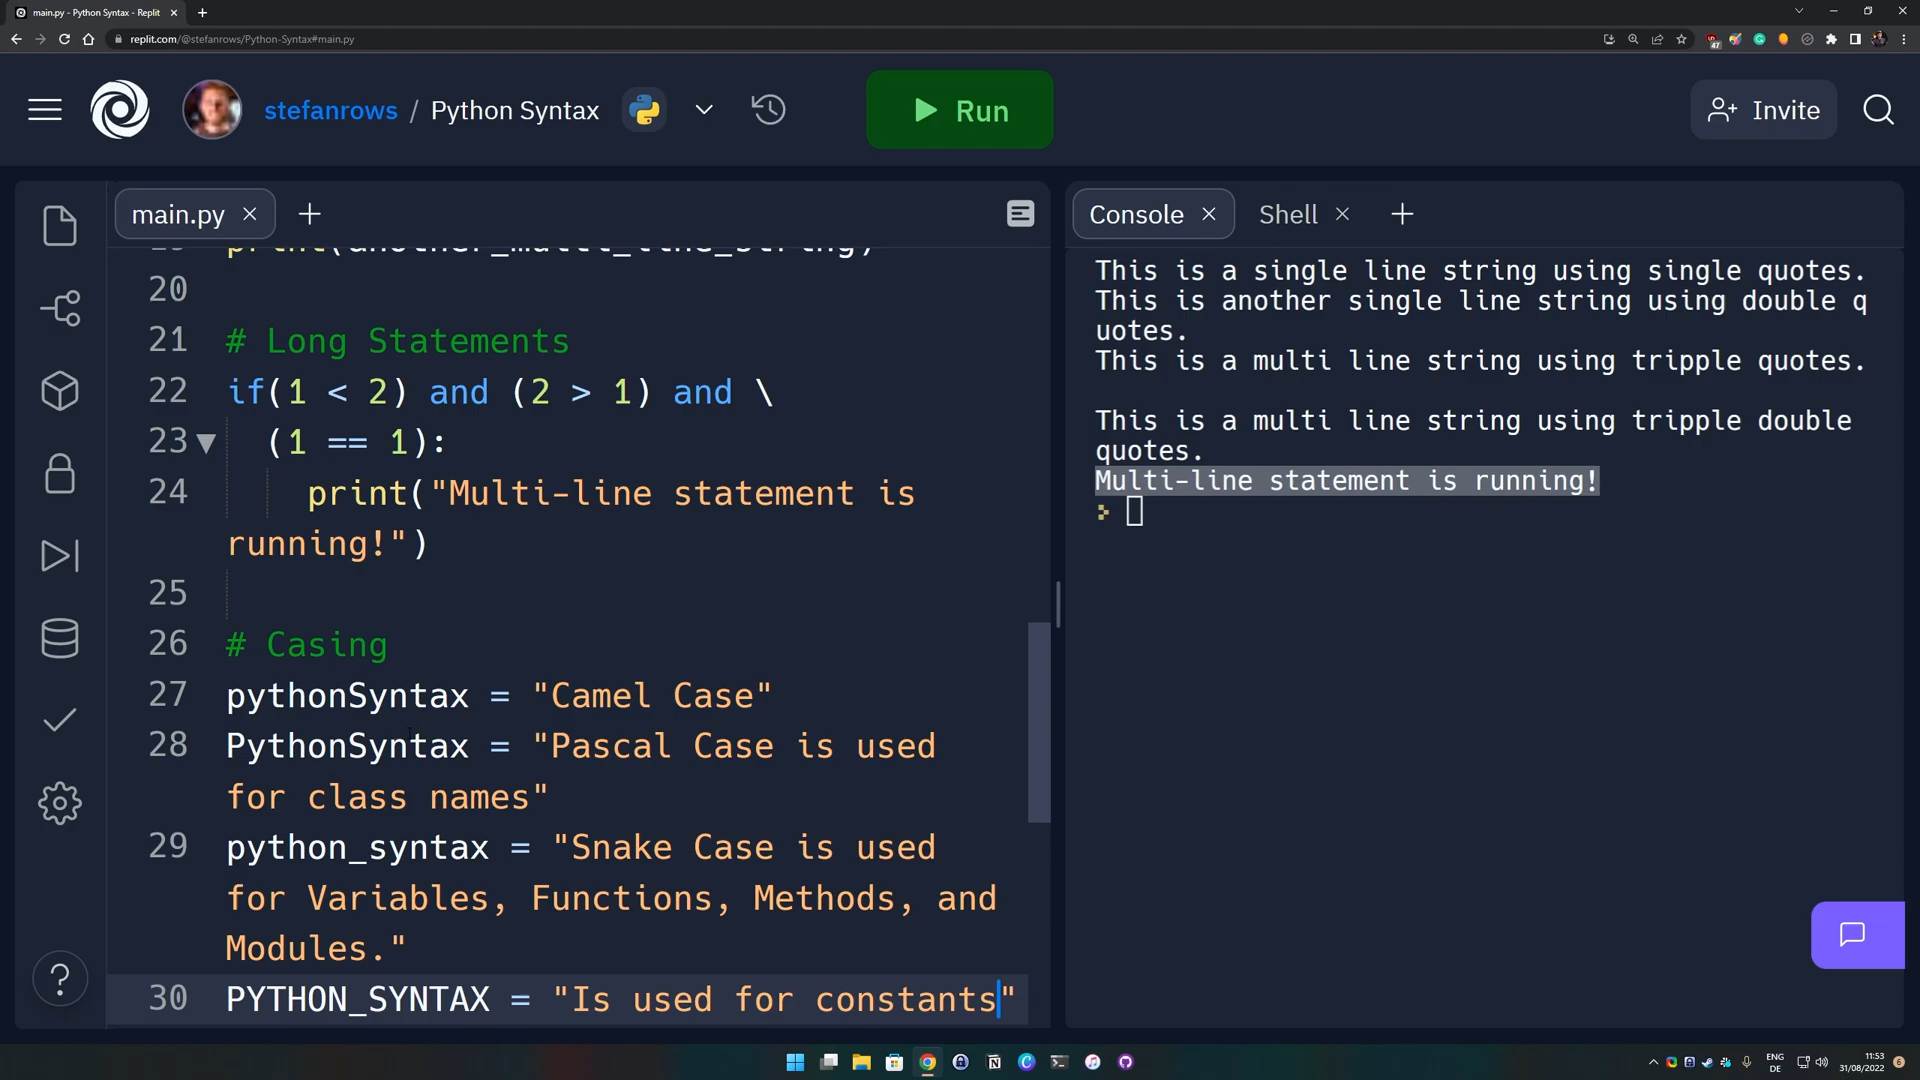 main.py - Python Syntax - Replit
replit.com/@stefanrows/Python-Syntax#main.py
47
stefanrows / Python Syntax
Run
Invite
main.py
Console
Shell
print(another_multi_line_string)
20
21 # Long Statements
22 if(1 < 2) and (2 > 1) and \
23 (1 == 1):
24 print("Multi-line statement is
running!")
25
26 # Casing
27 pythonSyntax = "Camel Case"
28 PythonSyntax = "Pascal Case is used
for class names"
29 python_syntax = "Snake Case is used
for Variables, Functions, Methods, and
Modules."
30 PYTHON_SYNTAX = "Is used for constants"
This is a single line string using single quotes.
This is another single line string using double q
uotes.
This is a multi line string using tripple quotes.
This is a multi line string using tripple double
quotes.
Multi-line statement is running!
?
ENG
DE
11:53
31/08/2022
6